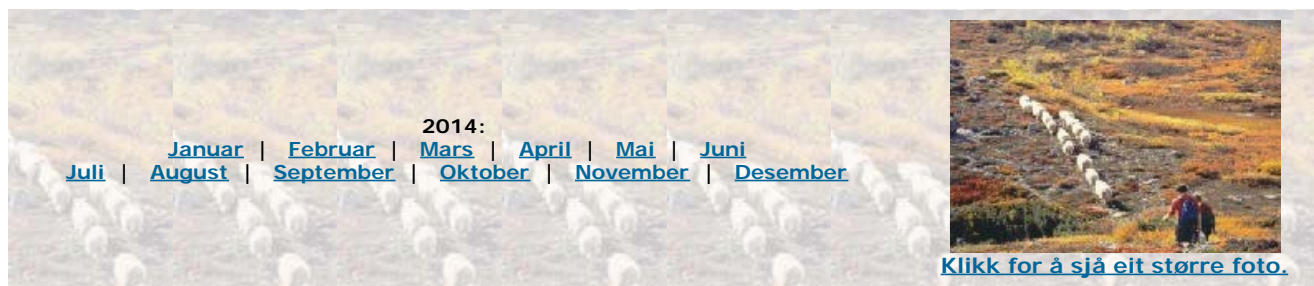 2014:
Januar | Februar | Mars | April | Mai | Juni
Juli | August | September | Oktober | November | Desember
Klikk for å sjå eit større foto.